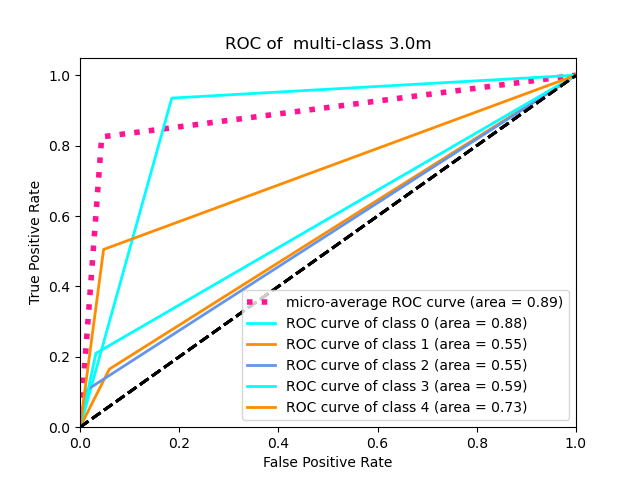 ROC of  multi-class 3.0m
True Positive Rate
1.0
0.8
0.6
0.4
0.2
0.0
micro-average ROC curve (area = 0.89)
ROC curve of class 0 (area = 0.88)
ROC curve of class 1 (area = 0.55)
ROC curve of class 2 (area = 0.55)
ROC curve of class 3 (area = 0.59)
ROC curve of class 4 (area = 0.73)
0.0 0.2 0.4 0.6 0.8 1.0
False Positive Rate